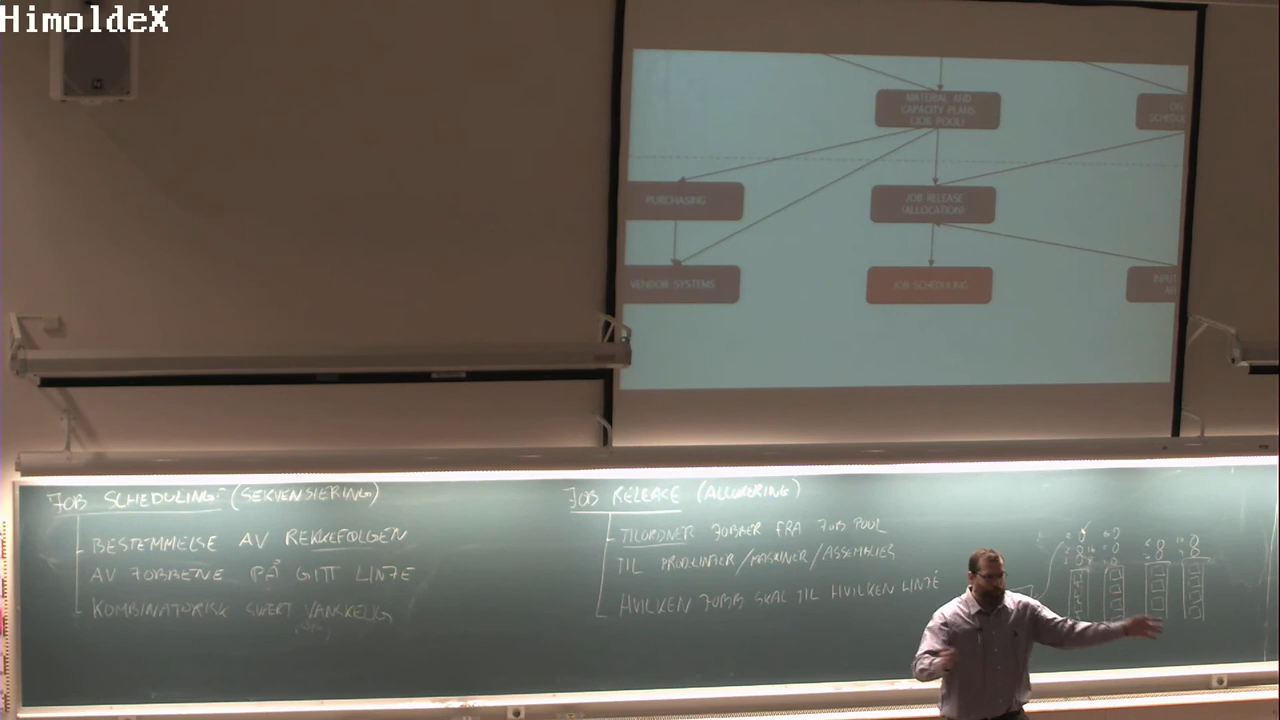 HimoldeX
MATERIAL AND
CAPACITY PLANS
(JOB POOL)
PURCHASING
JOB RELEASE
(ALLOCATION)
VENDOR SYSTEMS
JOB SCHEDULING
JOB SCHEDULING: (SEKVENSIERING)
BESTEMMELSE AV REKKEFØLGEN
AV JOBBENE PÅ GITT LINJE
KOMBINATORISK SVÆRT VANSKELIG
JOB RELEASE (ALLOKERING)
TILORDNER JOBBER FRA JOB POOL
TIL PROD.LINJER/MASKINER/ASSEMBLIES
HVILKEN JOBB SKAL TIL HVILKEN LINJE